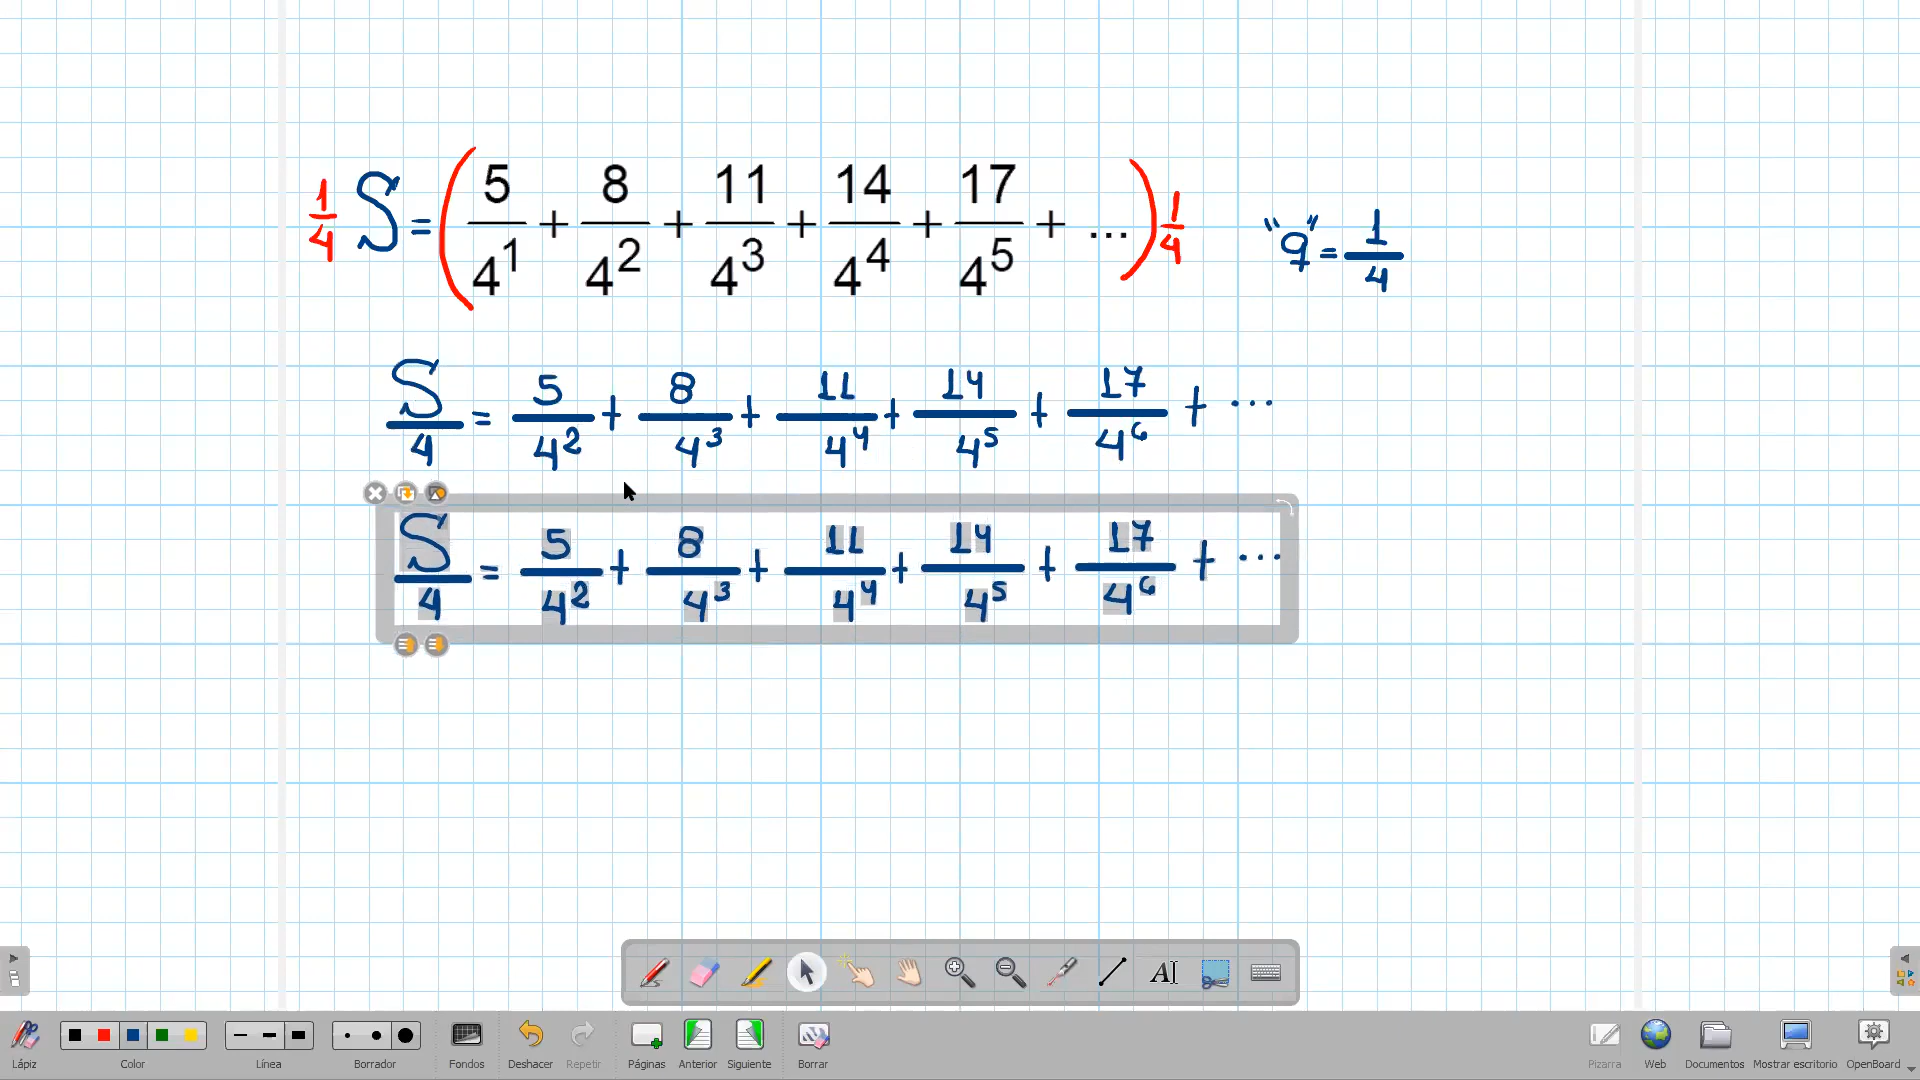 1/4 S = ( 5/4^1 + 8/4^2 + 11/4^3 + 14/4^4 + 17/4^5 + ... ) 1/4 "q" = 1/4
S/4 = 5/4^2 + 8/4^3 + 11/4^4 + 14/4^5 + 17/4^6 + ...
S/4 = 5/4^2 + 8/4^3 + 11/4^4 + 14/4^5 + 17/4^6 + ...
AI
Lápiz Color Línea Borrador Fondos Deshacer Repetir Páginas Anterior Siguiente Borrar Pizarra Web Documentos Mostrar escritorio OpenBoard